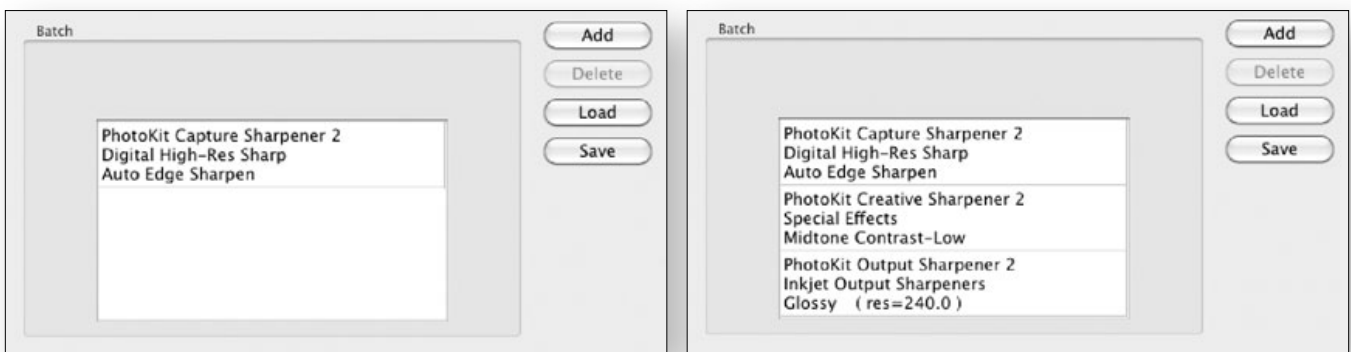 Batch
Add
Delete
Load
Save
PhotoKit Capture Sharpener 2
Digital High-Res Sharp
Auto Edge Sharpen
Batch
Add
Delete
Load
Save
PhotoKit Capture Sharpener 2
Digital High-Res Sharp
Auto Edge Sharpen
PhotoKit Creative Sharpener 2
Special Effects
Midtone Contrast-Low
PhotoKit Output Sharpener 2
Inkjet Output Sharpeners
Glossy ( res=240.0 )